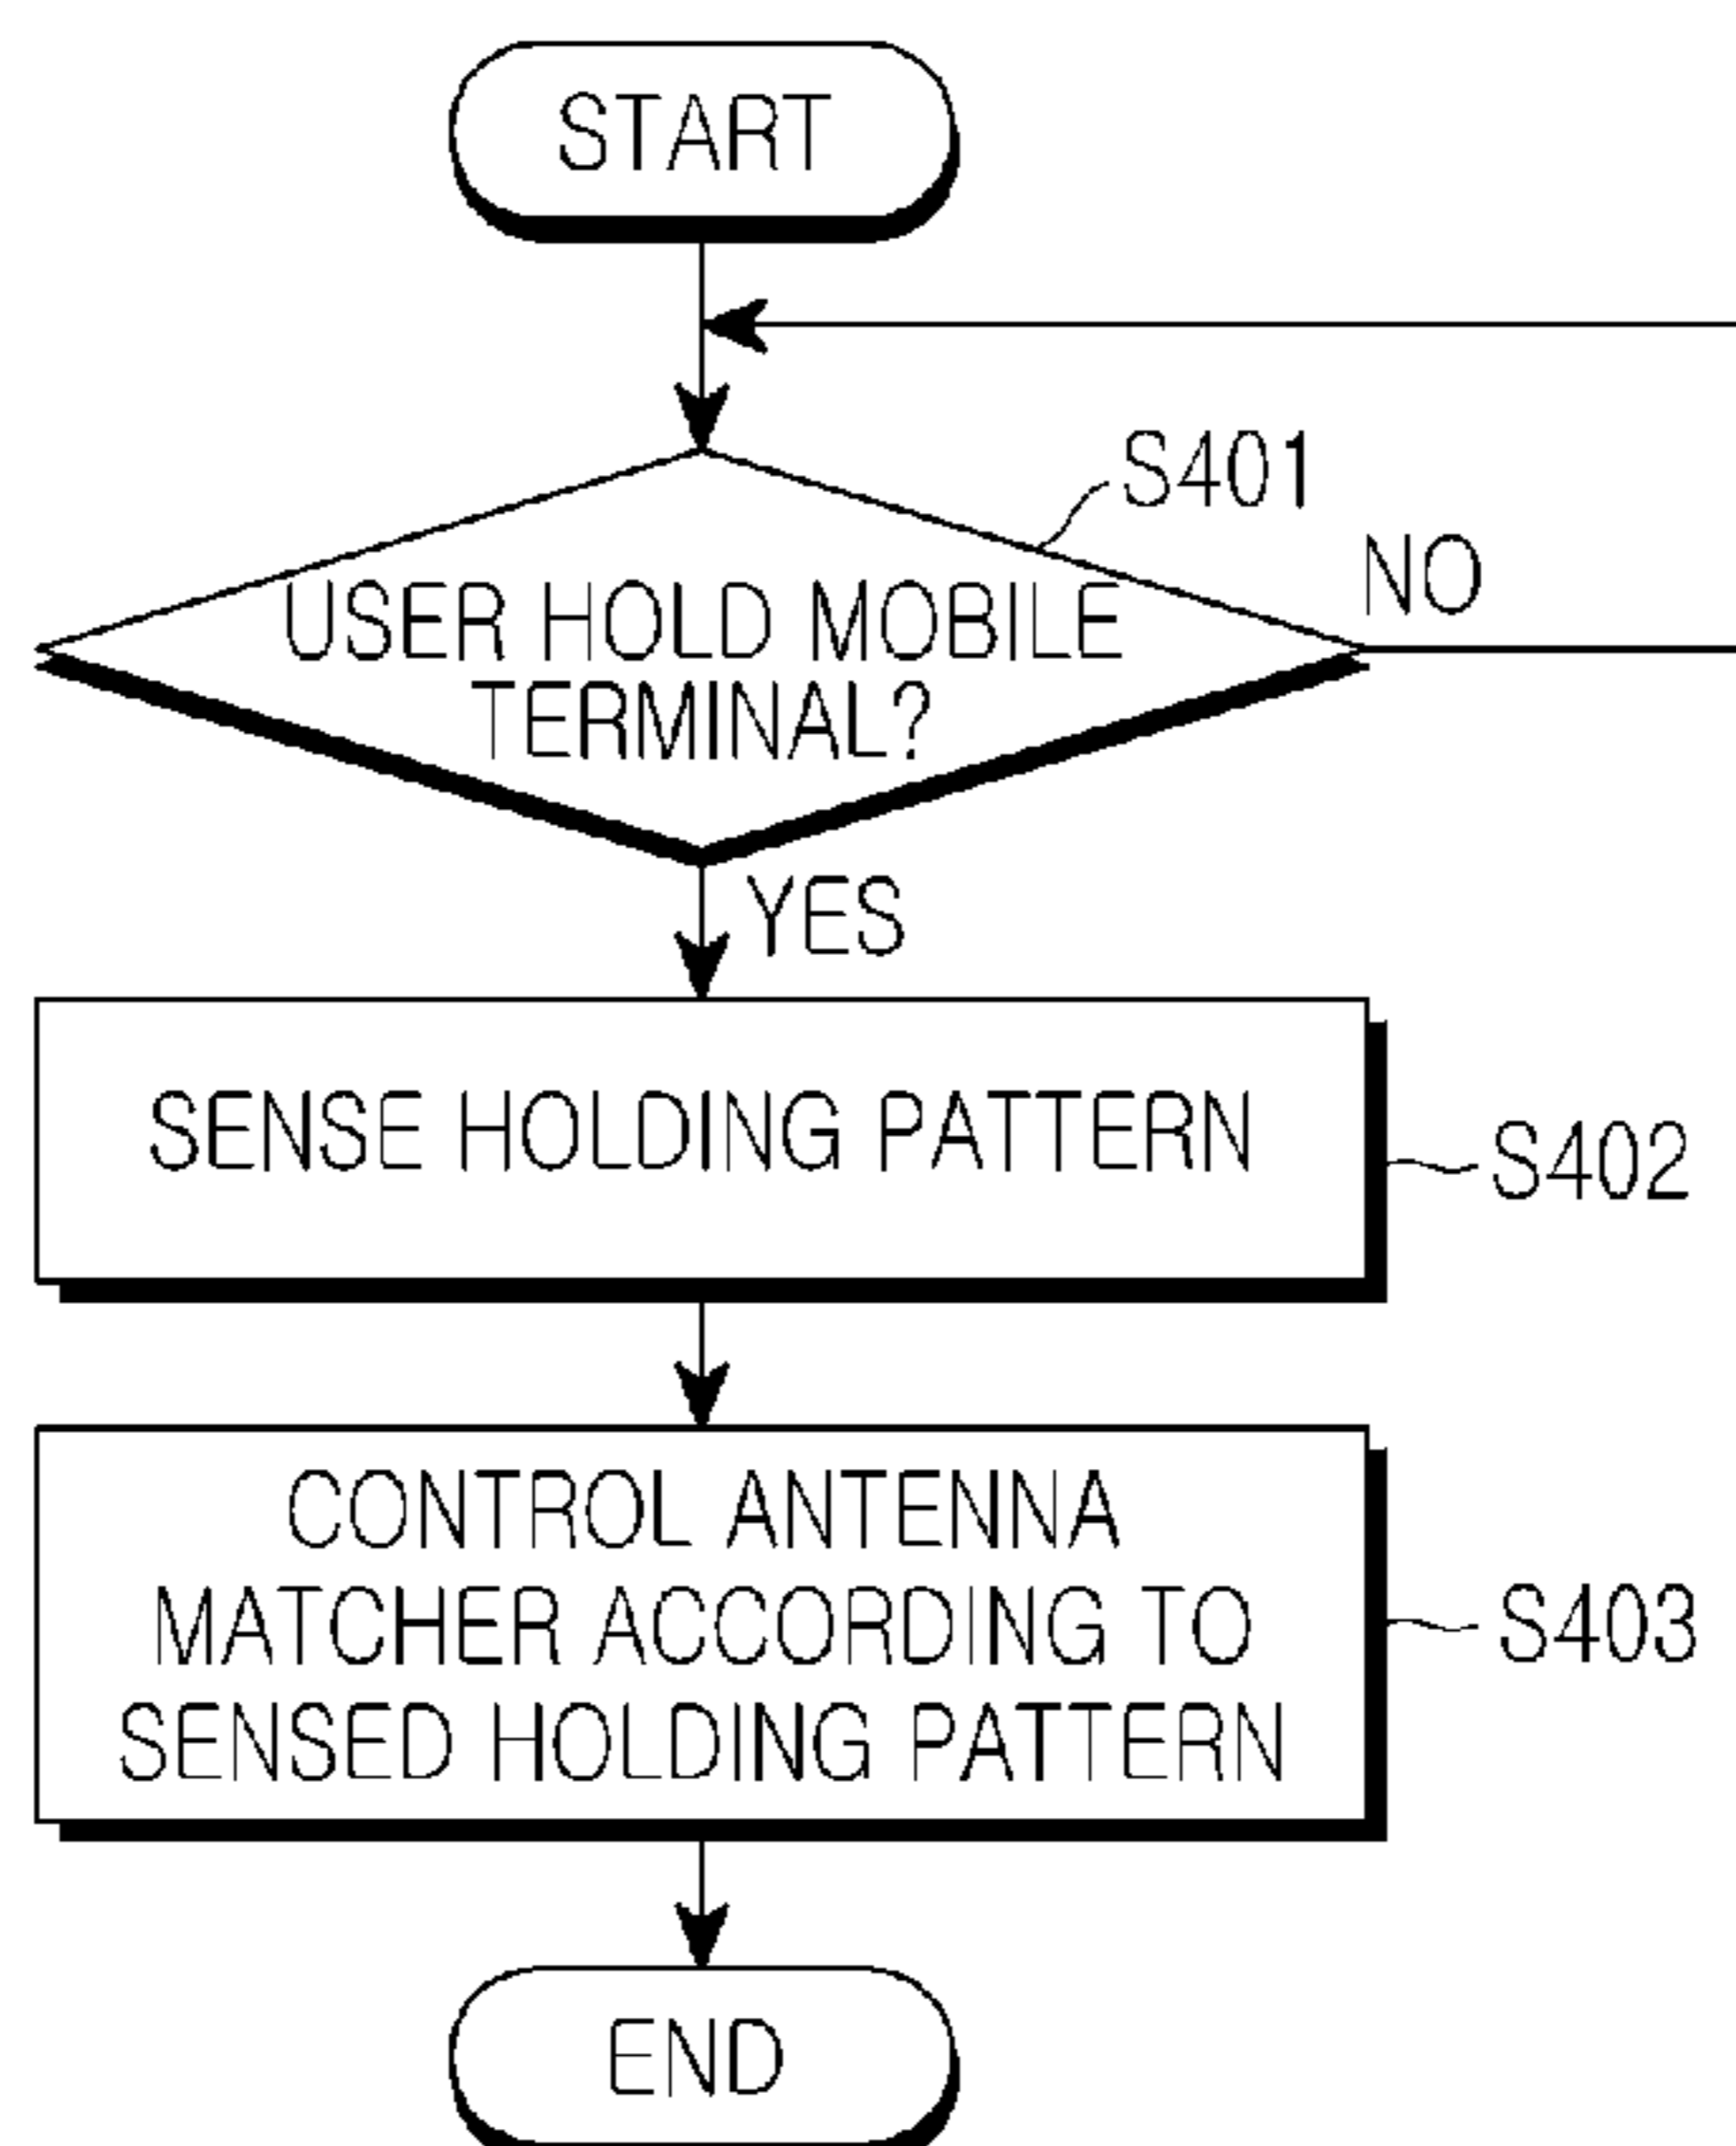 START
S401
NO
USER HOLD MOBILE
TERMINAL?
YES
SENSE HOLDING PATTERN
S402
CONTROL ANTENNA
MATCHER ACCORDING TO
SENSED HOLDING PATTERN
S403
END